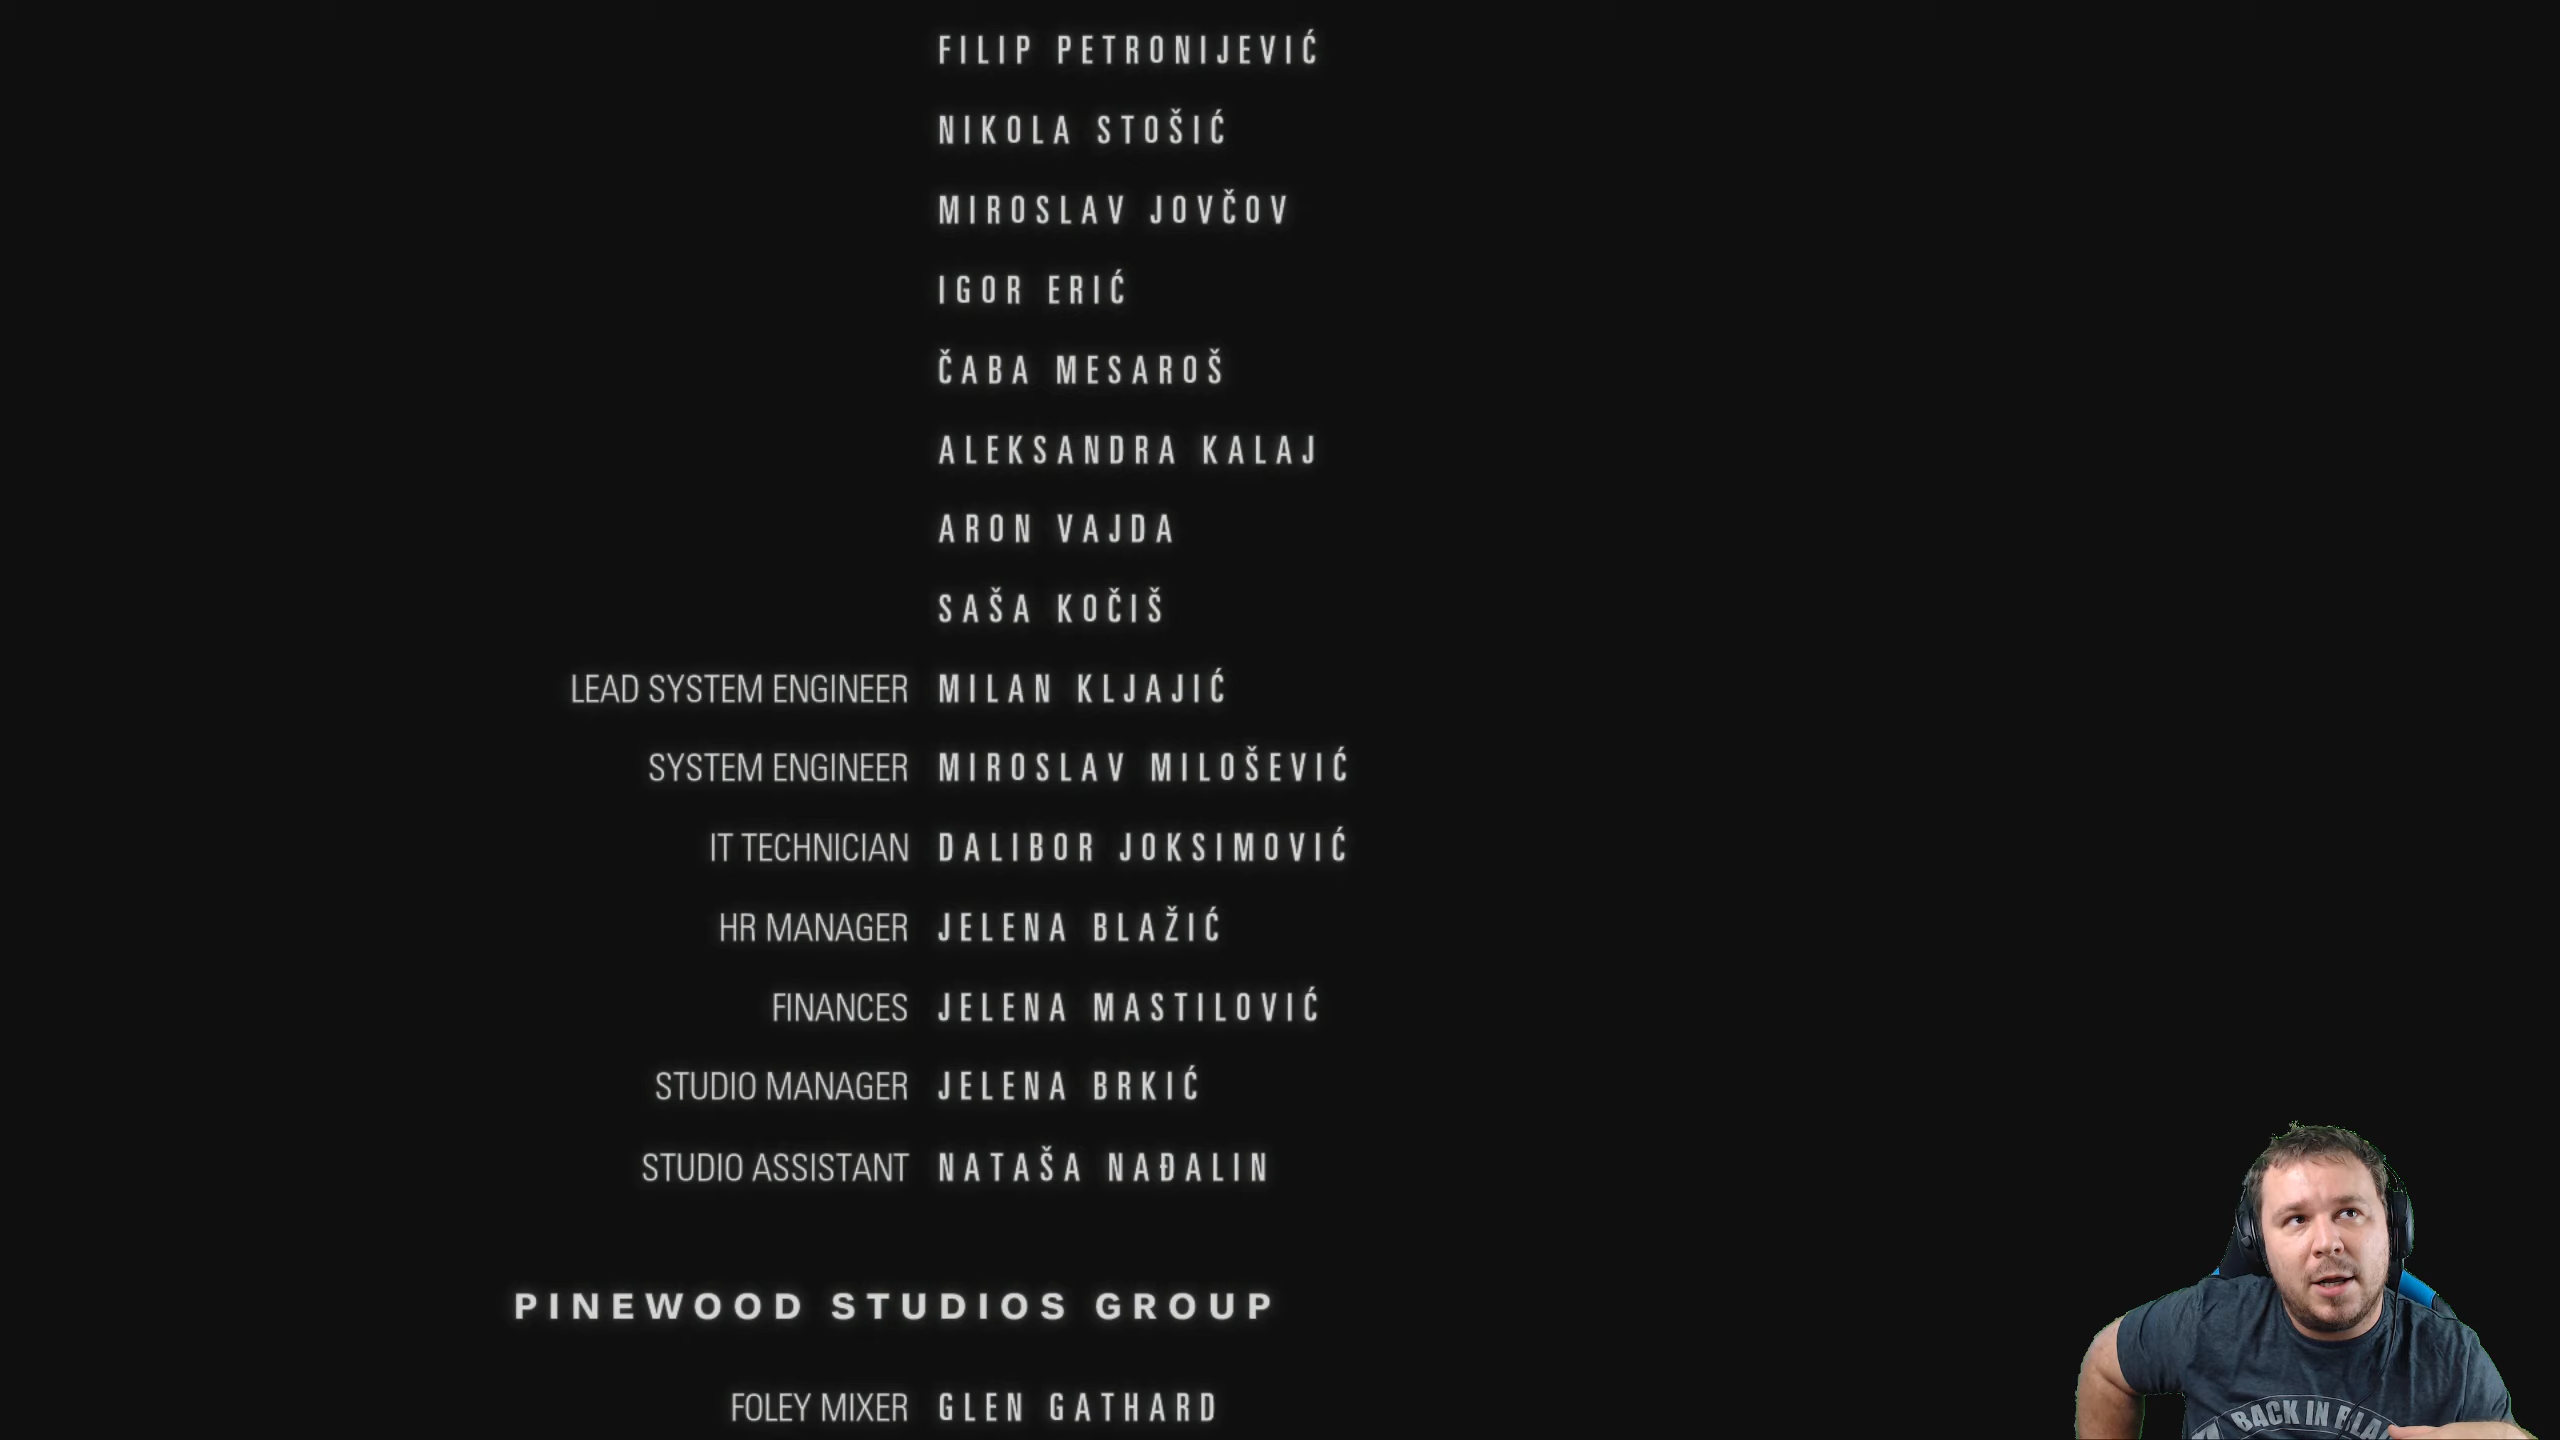 FILIP PETRONIJEVIĆ
NIKOLA STOŠIĆ
MIROSLAV JOVČOV
IGOR ERIĆ
ČABA MESAROŠ
ALEKSANDRA KALAJ
ARON VAJDA
SAŠA KOČIŠ
LEAD SYSTEM ENGINEER MILAN KLJAJIĆ
SYSTEM ENGINEER MIROSLAV MILOŠEVIĆ
IT TECHNICIAN DALIBOR JOKSIMOVIĆ
HR MANAGER JELENA BLAŽIĆ
FINANCES JELENA MASTILOVIĆ
STUDIO MANAGER JELENA BRKIĆ
STUDIO ASSISTANT NATAŠA NAĐALIN
PINEWOOD STUDIOS GROUP
FOLEY MIXER GLEN GATHARD
BACK IN